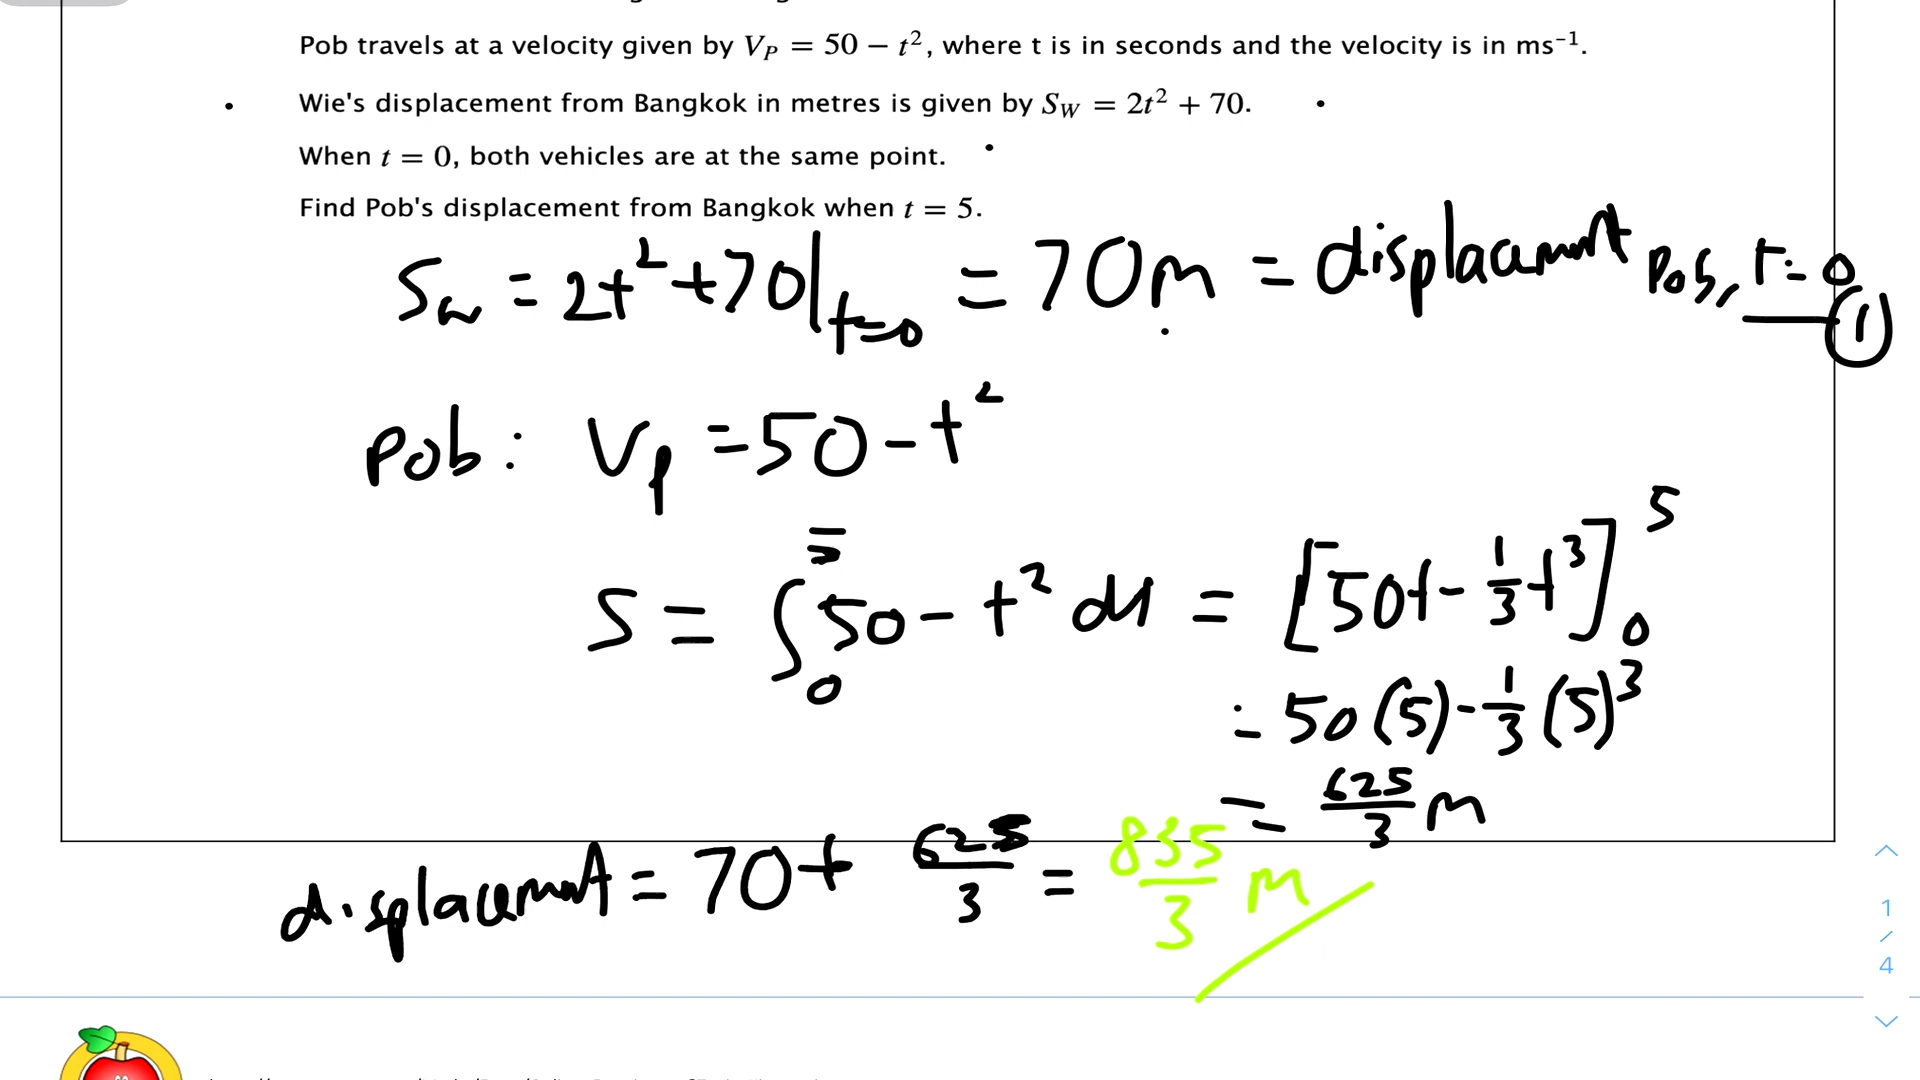 Pob travels at a velocity given by V_P = 50 − t², where t is in seconds and the velocity is in ms⁻¹.
Wie's displacement from Bangkok in metres is given by S_W = 2t² + 70.
When t = 0, both vehicles are at the same point.
Find Pob's displacement from Bangkok when t = 5.
S_w = 2t² + 70|_{t=0} = 70m = displacement_{Pob, t=0} ①
Pob: V_p = 50 − t²
S = ∫₀⁵ 50 − t² dt = [50t − 1/3 t³]₀⁵
= 50(5) − 1/3 (5)³
= 625/3 m
displacement = 70 + 625/3 = 835/3 m
1
/
4